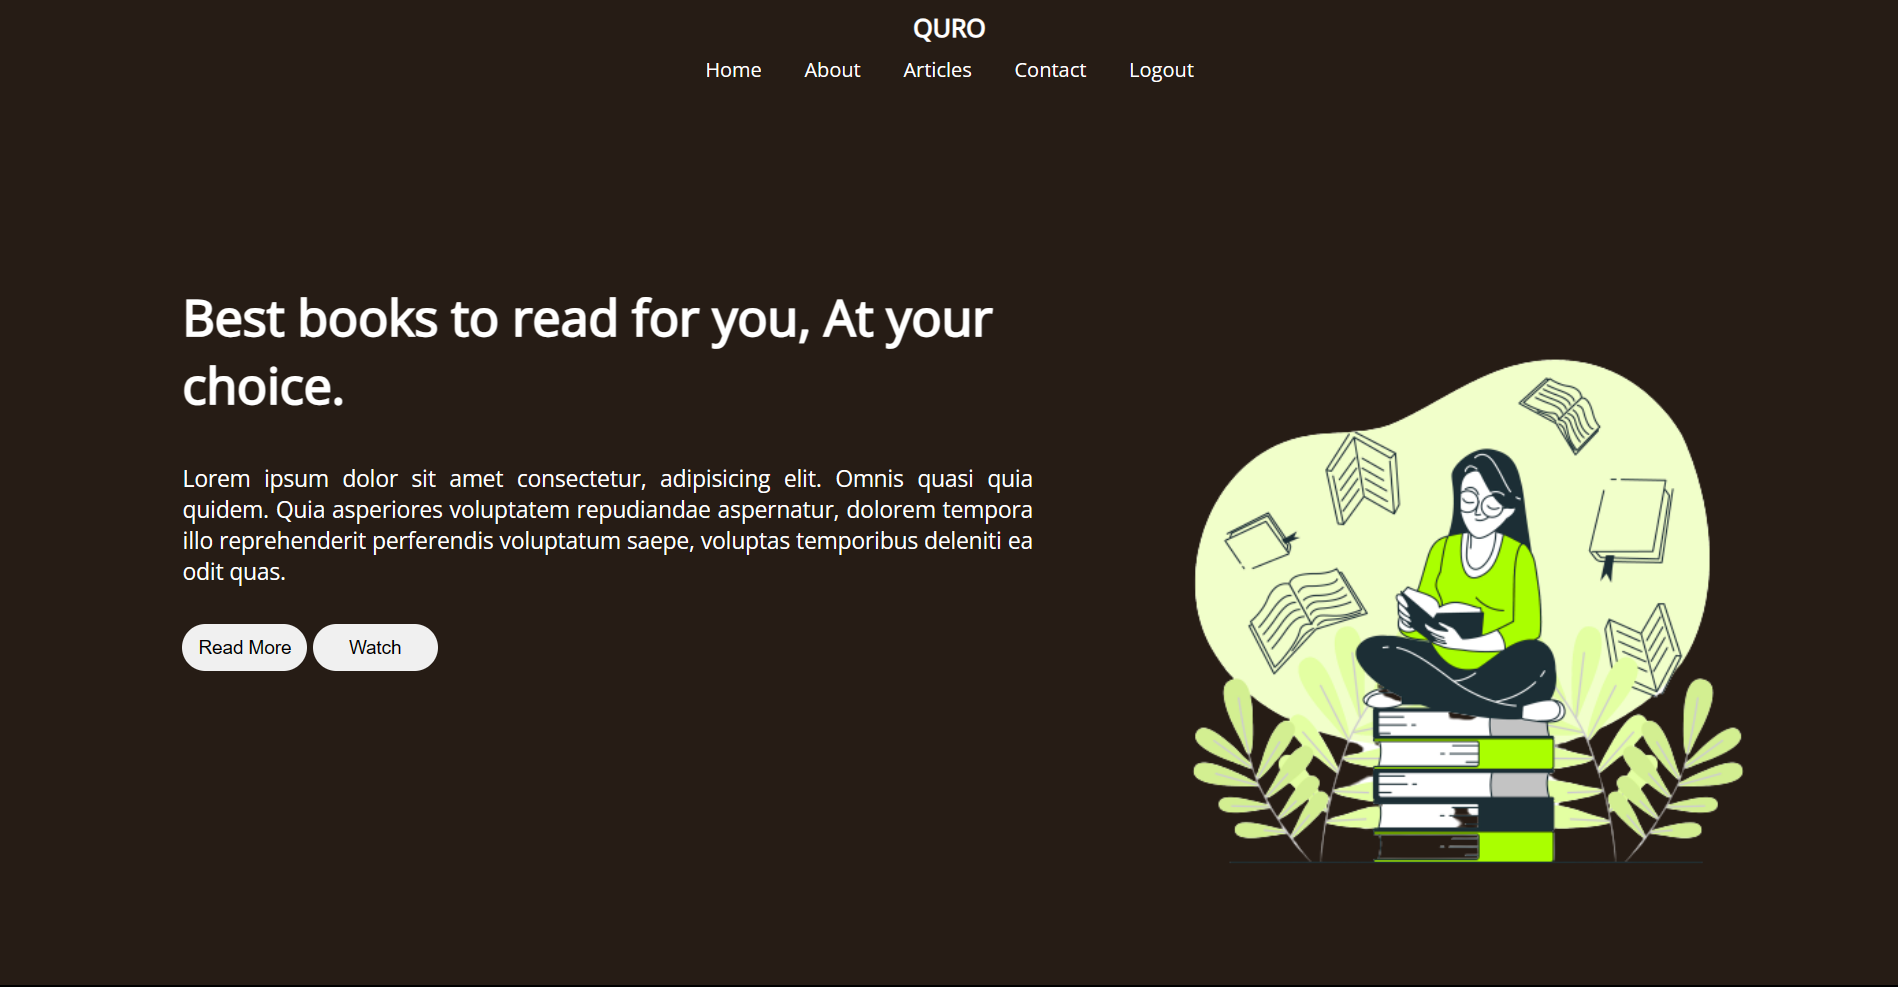 QURO
Home About Articles Contact Logout
Best books to read for you, At your
choice.
Lorem ipsum dolor sit amet consectetur, adipisicing elit. Omnis quasi quia
quidem. Quia asperiores voluptatem repudiandae aspernatur, dolorem tempora
illo reprehenderit perferendis voluptatum saepe, voluptas temporibus deleniti ea
odit quas.
Read More Watch